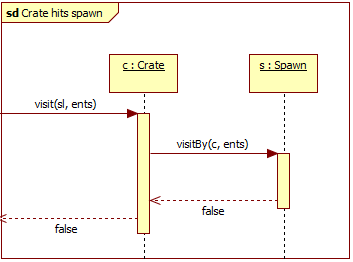 sd Crate hits spawn
c : Crate
s : Spawn
visit(sl, ents)
visitBy(c, ents)
false
false